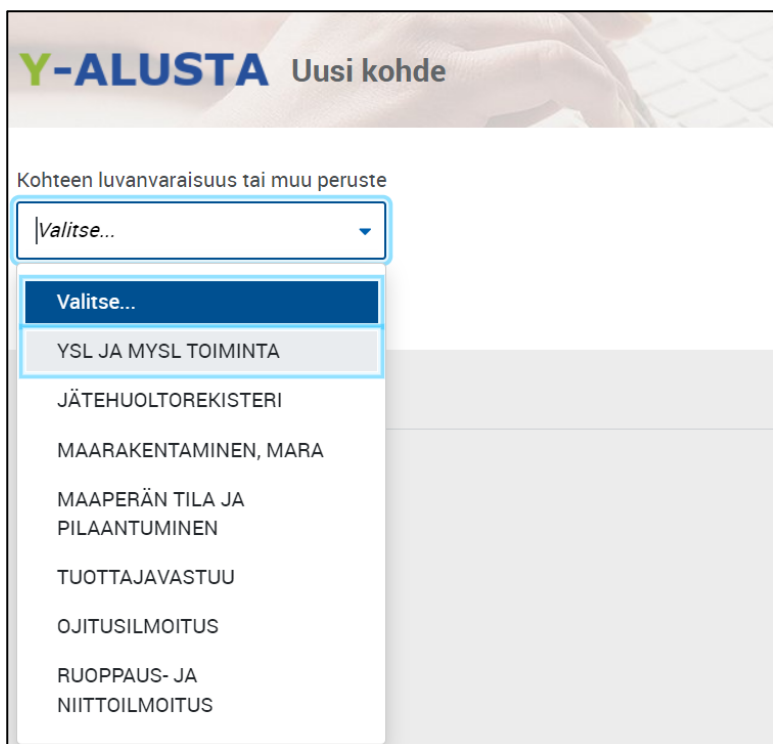 Y-ALUSTA Uusi kohde
Kohteen luvanvaraisuus tai muu peruste
Valitse...
Valitse...
YSL JA MYSL TOIMINTA
JÄTEHUOLTOREKISTERI
MAARAKENTAMINEN, MARA
MAAPERÄN TILA JA
PILAANTUMINEN
TUOTTAJAVASTUU
OJITUSILMOITUS
RUOPPAUS- JA
NIITTOILMOITUS